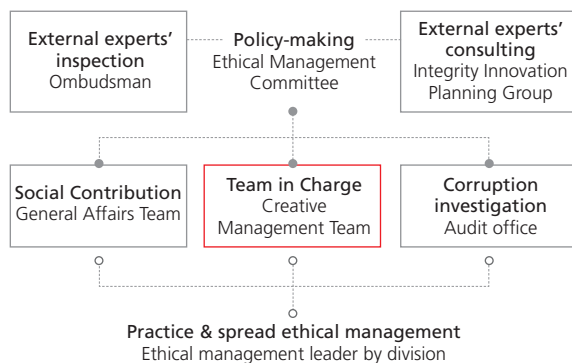 External experts’
inspection
Ombudsman
Policy-making
Ethical Management
Committee
External experts’
consulting
Integrity Innovation
Planning Group
Social Contribution
General Affairs Team
Team in Charge
Creative
Management Team
Corruption
investigation
Audit office
Practice & spread ethical management
Ethical management leader by division